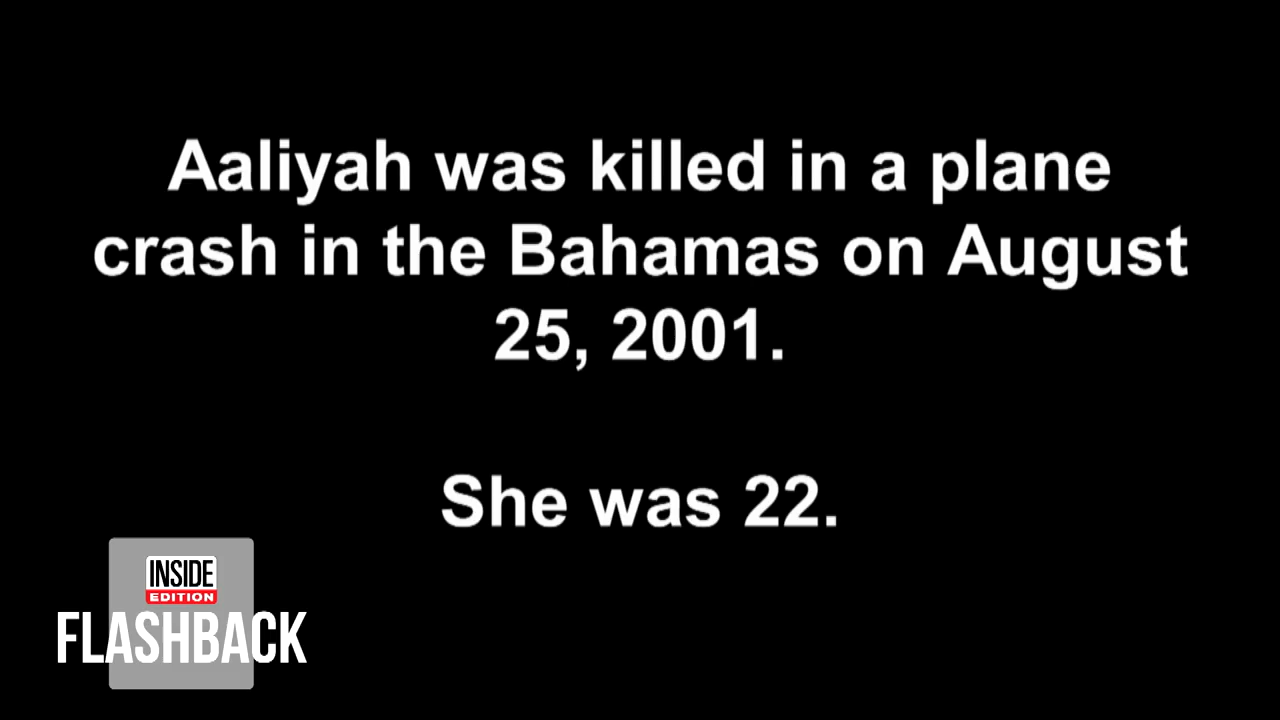 Aaliyah was killed in a plane
crash in the Bahamas on August
25, 2001.
She was 22.
INSIDE
EDITION
FLASHBACK